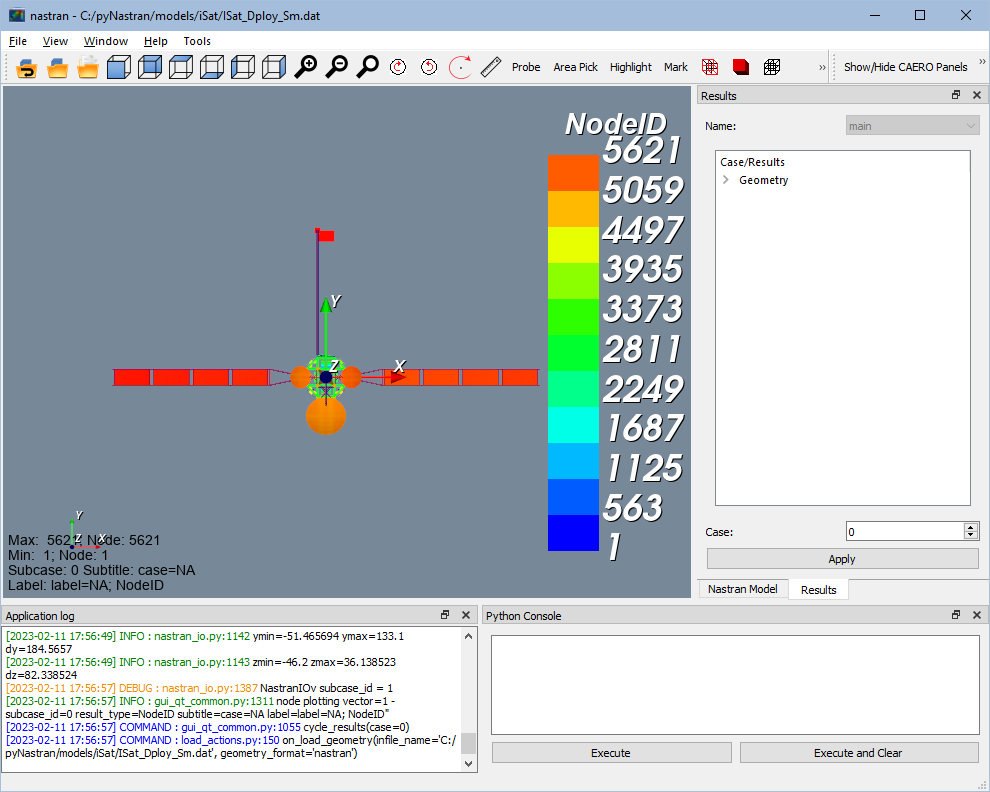 nastran - C:/pyNastran/models/iSat/ISat_Dploy_Sm.dat
File View Window Help Tools
Probe Area Pick Highlight Mark » Show/Hide CAERO Panels »
Results
Name: main
Case/Results
Geometry
NodeID
5621
5059
4497
3935
3373
2811
2249
1687
1125
563
1
Y
X
Z
Y
Z X
Max: 5621; Node: 5621
Min: 1; Node: 1
Subcase: 0 Subtitle: case=NA
Label: label=NA; NodeID
Case: 0
Apply
Nastran Model Results
Application log
[2023-02-11 17:56:49] INFO : nastran_io.py:1142 ymin=-51.465694 ymax=133.1
dy=184.5657
[2023-02-11 17:56:49] INFO : nastran_io.py:1143 zmin=-46.2 zmax=36.138523
dz=82.338524
[2023-02-11 17:56:57] DEBUG : nastran_io.py:1387 NastranIOv subcase_id = 1
[2023-02-11 17:56:57] INFO : gui_qt_common.py:1311 node plotting vector=1 -
subcase_id=0 result_type=NodeID subtitle=case=NA label=label=NA; NodeID"
[2023-02-11 17:56:57] COMMAND : gui_qt_common.py:1055 cycle_results(case=0)
[2023-02-11 17:56:57] COMMAND : load_actions.py:150 on_load_geometry(infile_name='C:/
pyNastran/models/iSat/ISat_Dploy_Sm.dat', geometry_format='nastran')
Python Console
Execute Execute and Clear